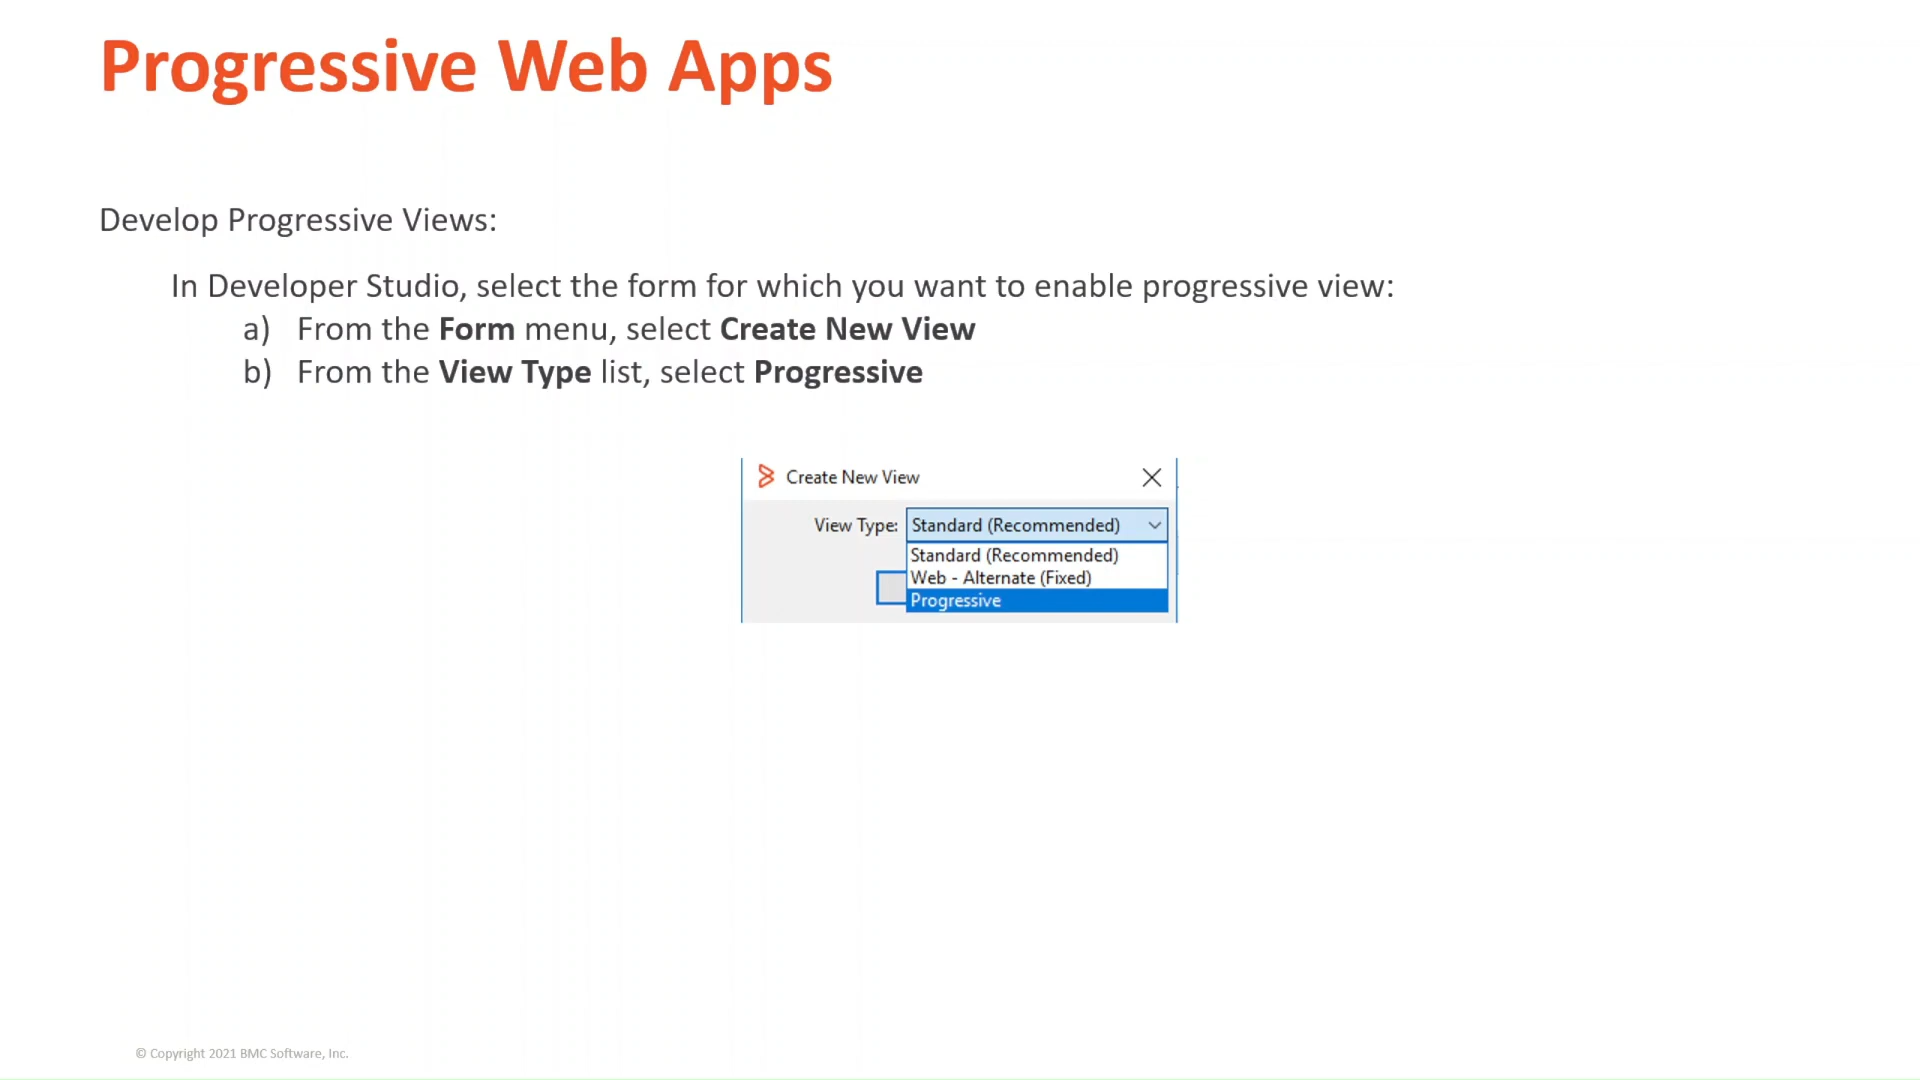 Progressive Web Apps
Develop Progressive Views:
In Developer Studio, select the form for which you want to enable progressive view:
a) From the Form menu, select Create New View
b) From the View Type list, select Progressive
Create New View
View Type: Standard (Recommended)
Standard (Recommended)
Web - Alternate (Fixed)
Progressive
© Copyright 2021 BMC Software, Inc.